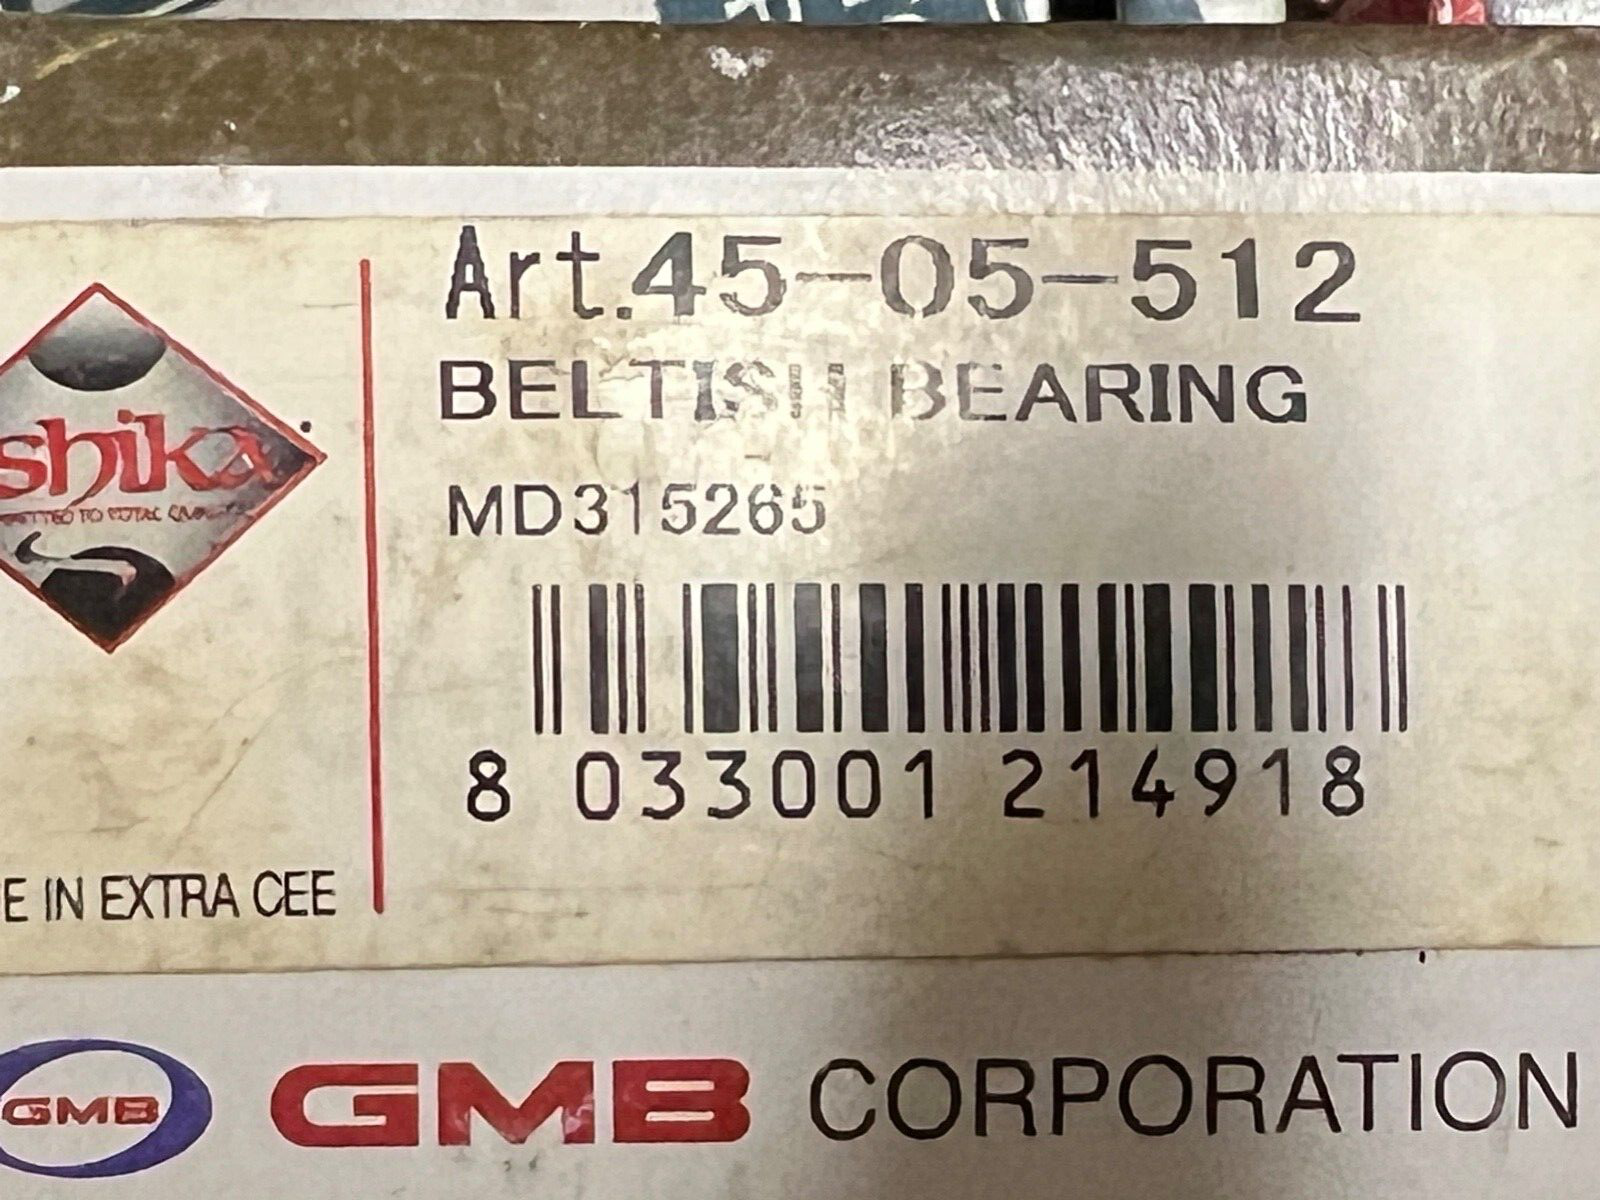 Art.45-05-512
BELTISH BEARING
MD315265
shika
8 033001 214918
E IN EXTRA CEE
GMB
GMB CORPORATION